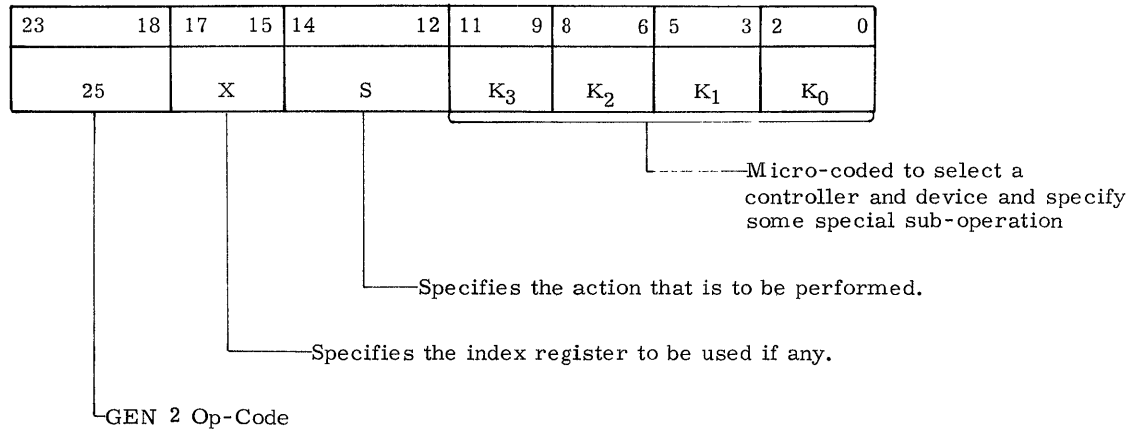 23 18 17 15 14 12 11 9 8 6 5 3 2 0
25 X S K3 K2 K1 K0
Micro-coded to select a
controller and device and specify
some special sub-operation
Specifies the action that is to be performed.
Specifies the index register to be used if any.
GEN 2 Op-Code